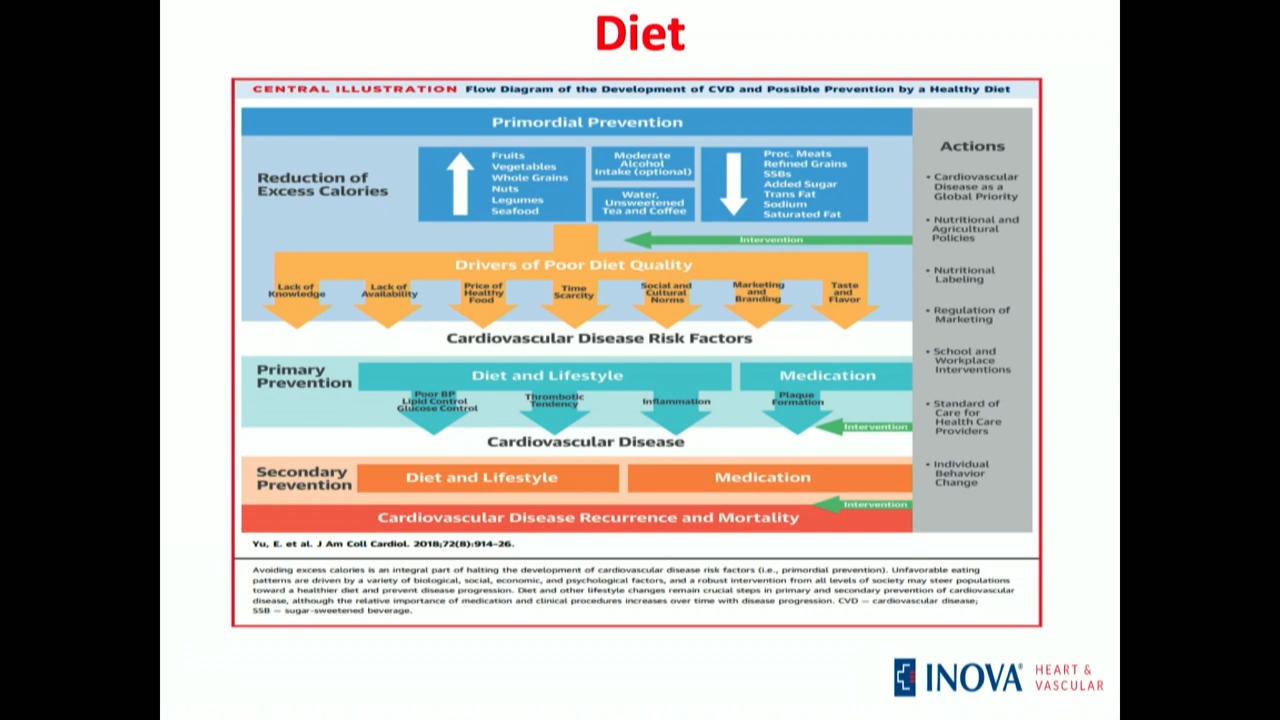 Diet
CENTRAL ILLUSTRATION Flow Diagram of the Development of CVD and Possible Prevention by a Healthy Diet
Primordial Prevention
Reduction of
Excess Calories
Fruits
Vegetables
Whole Grains
Nuts
Legumes
Seafood
Moderate
Alcohol
Intake (optional)
Water,
Unsweetened
Tea and Coffee
Proc. Meats
Refined Grains
SSBs
Added Sugar
Trans Fat
Sodium
Saturated Fat
Intervention
Drivers of Poor Diet Quality
Lack of
Knowledge
Lack of
Availability
Price of
Healthy
Food
Time
Scarcity
Social and
Cultural
Norms
Marketing
and
Branding
Taste
and
Flavor
Cardiovascular Disease Risk Factors
Primary
Prevention
Diet and Lifestyle
Medication
Poor BP
Lipid Control
Glucose Control
Thrombotic
Tendency
Inflammation
Plaque
Formation
Intervention
Cardiovascular Disease
Secondary
Prevention
Diet and Lifestyle
Medication
Intervention
Cardiovascular Disease Recurrence and Mortality
Actions
• Cardiovascular
Disease as a
Global Priority
• Nutritional and
Agricultural
Policies
• Nutritional
Labeling
• Regulation of
Marketing
• School and
Workplace
Interventions
• Standard of
Care for
Health Care
Providers
• Individual
Behavior
Change
Yu, E. et al. J Am Coll Cardiol. 2018;72(8):914–26.
Avoiding excess calories is an integral part of halting the development of cardiovascular disease risk factors (i.e., primordial prevention). Unfavorable eating
patterns are driven by a variety of biological, social, economic, and psychological factors, and a robust intervention from all levels of society may steer populations
toward a healthier diet and prevent disease progression. Diet and other lifestyle changes remain crucial steps in primary and secondary prevention of cardiovascular
disease, although the relative importance of medication and clinical procedures increases over time with disease progression. CVD = cardiovascular disease;
SSB = sugar-sweetened beverage.
INOVA® HEART &
VASCULAR